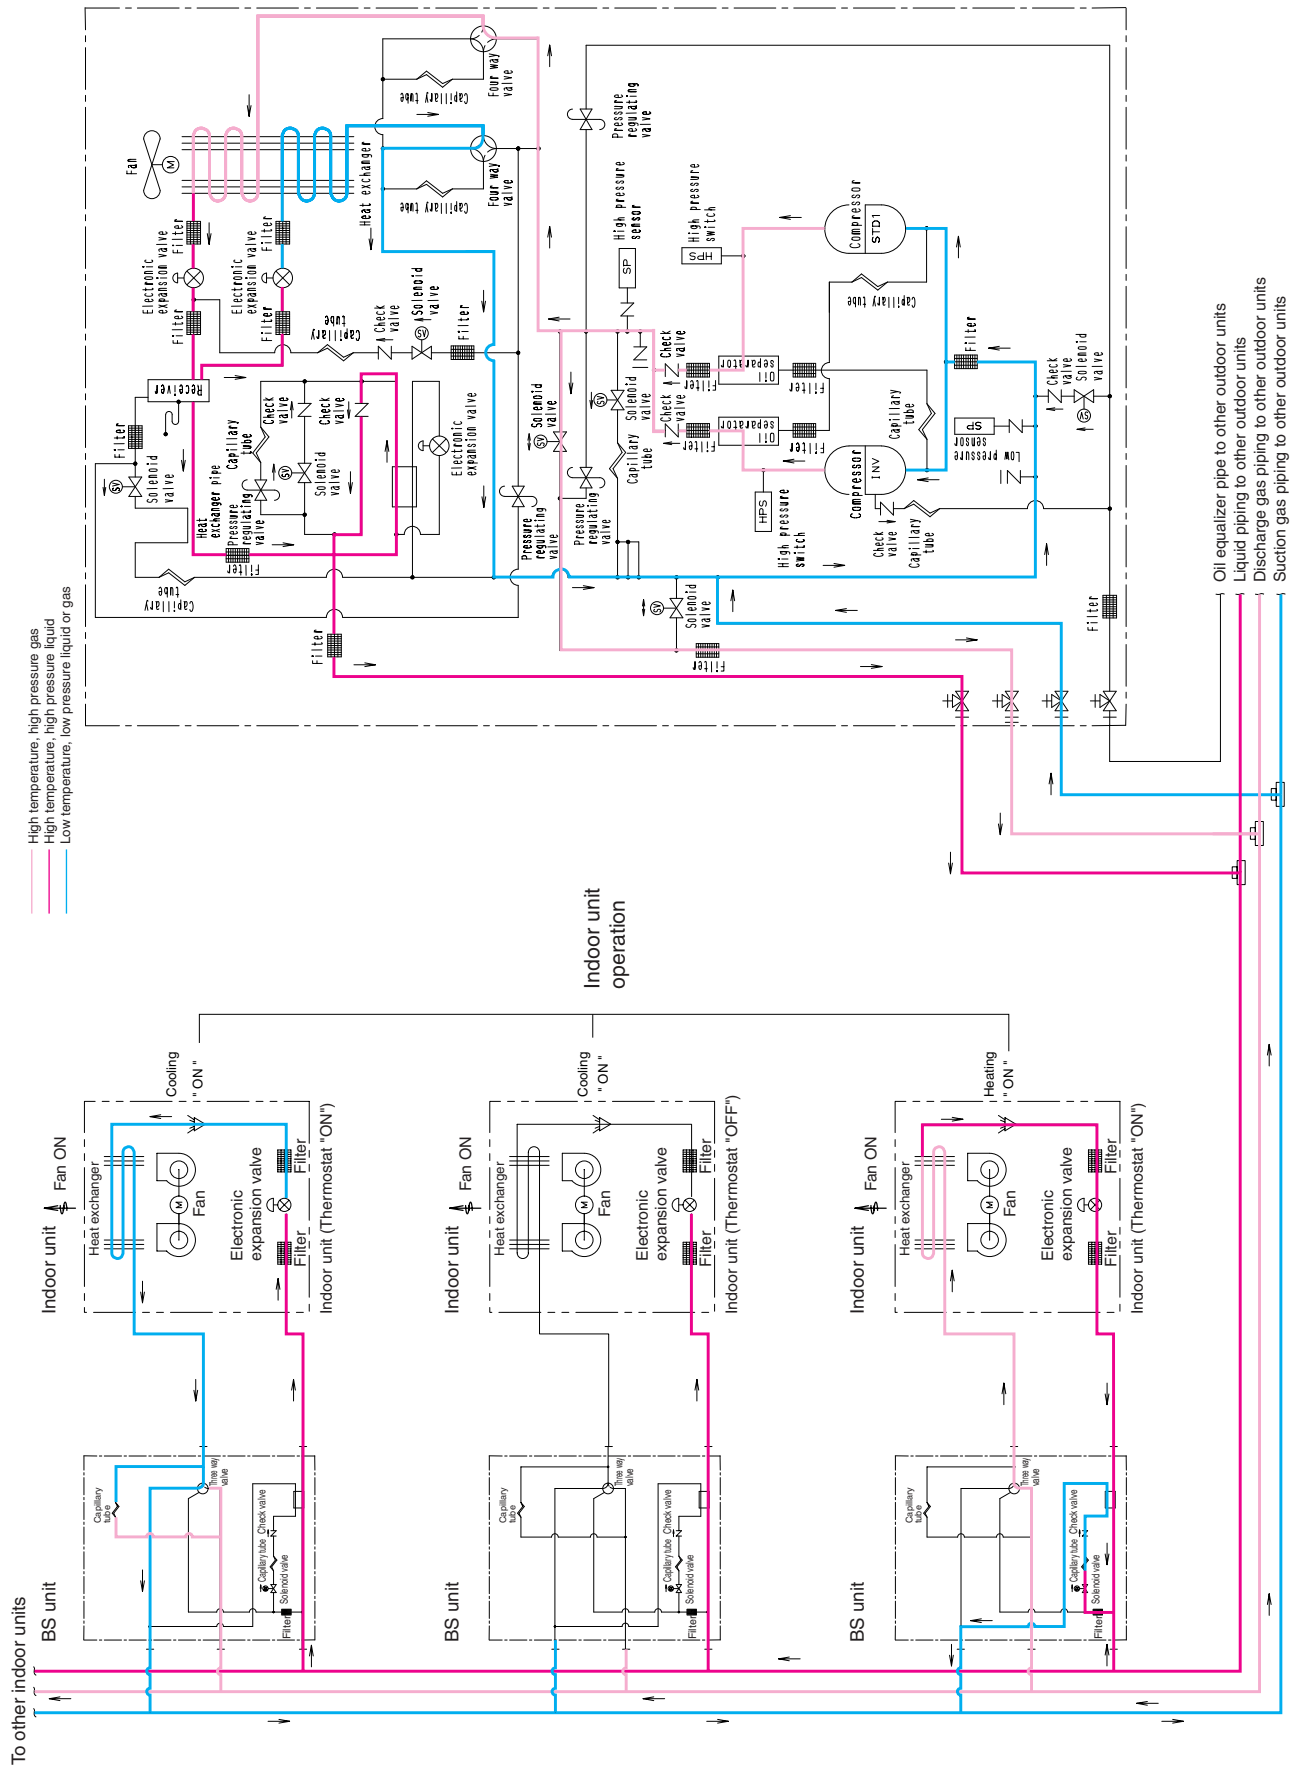 High temperature, high pressure gas
High temperature, high pressure liquid
Low temperature, low pressure liquid or gas
Fan
M
Electronic
expansion valve
Filter
Filter
Electronic
expansion valve
Filter
Filter
Heat exchanger
Capillary tube
Four way
valve
Capillary tube
Four way
valve
Receiver
Filter
SV
Solenoid
valve
Capillary
tube
Check
valve
SV
Solenoid
valve
Filter
Heat
exchanger pipe
Pressure
regulating
valve
Capillary
tube
Check
valve
SV
Solenoid
valve
Check
valve
Electronic
expansion valve
Filter
Capillary
tube
Filter
Pressure
regulating
valve
SV
Solenoid
valve
Pressure
regulating
valve
Pressure
regulating
valve
SV
Solenoid
valve
Capillary
tube
High pressure
sensor
SP
High pressure
switch
HPS
Check
valve
Check
valve
Filter
Filter
Oil
separator
Oil
separator
Filter
Filter
Capillary tube
Compressor
STD1
Compressor
INV
Capillary
tube
HPS
High pressure
switch
Check
valve
Capillary
tube
Filter
SP
Low pressure
sensor
Check
valve
Solenoid
valve
SV
SV
Solenoid
valve
Filter
Filter
Oil equalizer pipe to other outdoor units
Liquid piping to other outdoor units
Discharge gas piping to other outdoor units
Suction gas piping to other outdoor units
Indoor unit
operation
Cooling
"ON"
Cooling
"ON"
Heating
"ON"
Indoor unit
Fan ON
Heat exchanger
M
Fan
Electronic
expansion valve
Filter
Filter
Indoor unit (Thermostat "ON")
Indoor unit
Fan ON
Heat exchanger
M
Fan
Electronic
expansion valve
Filter
Filter
Indoor unit (Thermostat "OFF")
Indoor unit
Fan ON
Heat exchanger
M
Fan
Electronic
expansion valve
Filter
Filter
Indoor unit (Thermostat "ON")
BS unit
Capillary
tube
Three way
valve
Capillary tube
Check valve
Solenoid valve
Filter
BS unit
Capillary
tube
Three way
valve
Capillary tube
Check valve
Solenoid valve
Filter
BS unit
Capillary
tube
Three way
valve
Capillary tube
Check valve
Solenoid valve
Filter
To other indoor units